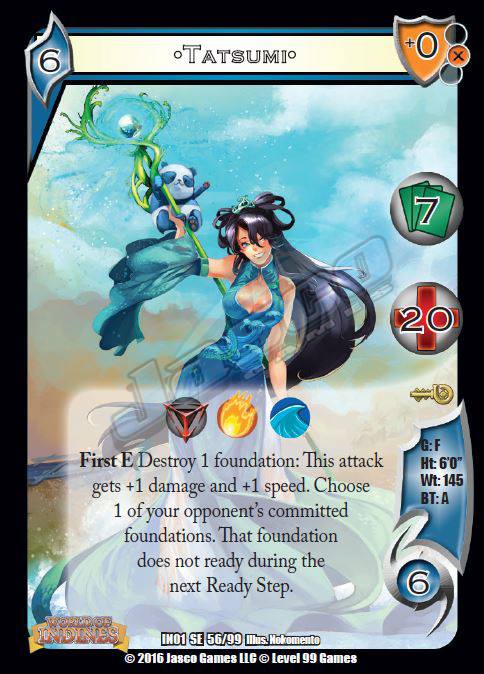 6
•TATSUMI•
+0
7
20
G: F
Ht: 6'0"
Wt: 145
BT: A
First E Destroy 1 foundation: This attack
gets +1 damage and +1 speed. Choose
1 of your opponent's committed
foundations. That foundation
does not ready during the
next Ready Step.
6
WORLD OF
INDINES
IN01 SE 56/99 Illus. Nokomento
© 2016 Jasco Games LLC © Level 99 Games